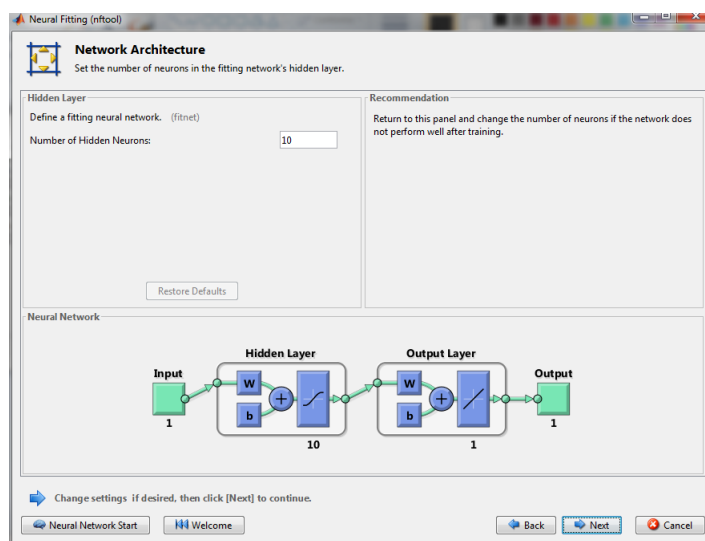 Neural Fitting (nftool)
Network Architecture
Set the number of neurons in the fitting network's hidden layer.
Hidden Layer
Define a fitting neural network. (fitnet)
Number of Hidden Neurons: 10
Restore Defaults
Recommendation
Return to this panel and change the number of neurons if the network does
not perform well after training.
Neural Network
Hidden Layer
Output Layer
Input
Output
W
b
+
W
b
+
1
10
1
1
Change settings if desired, then click [Next] to continue.
Neural Network Start
Welcome
Back
Next
Cancel